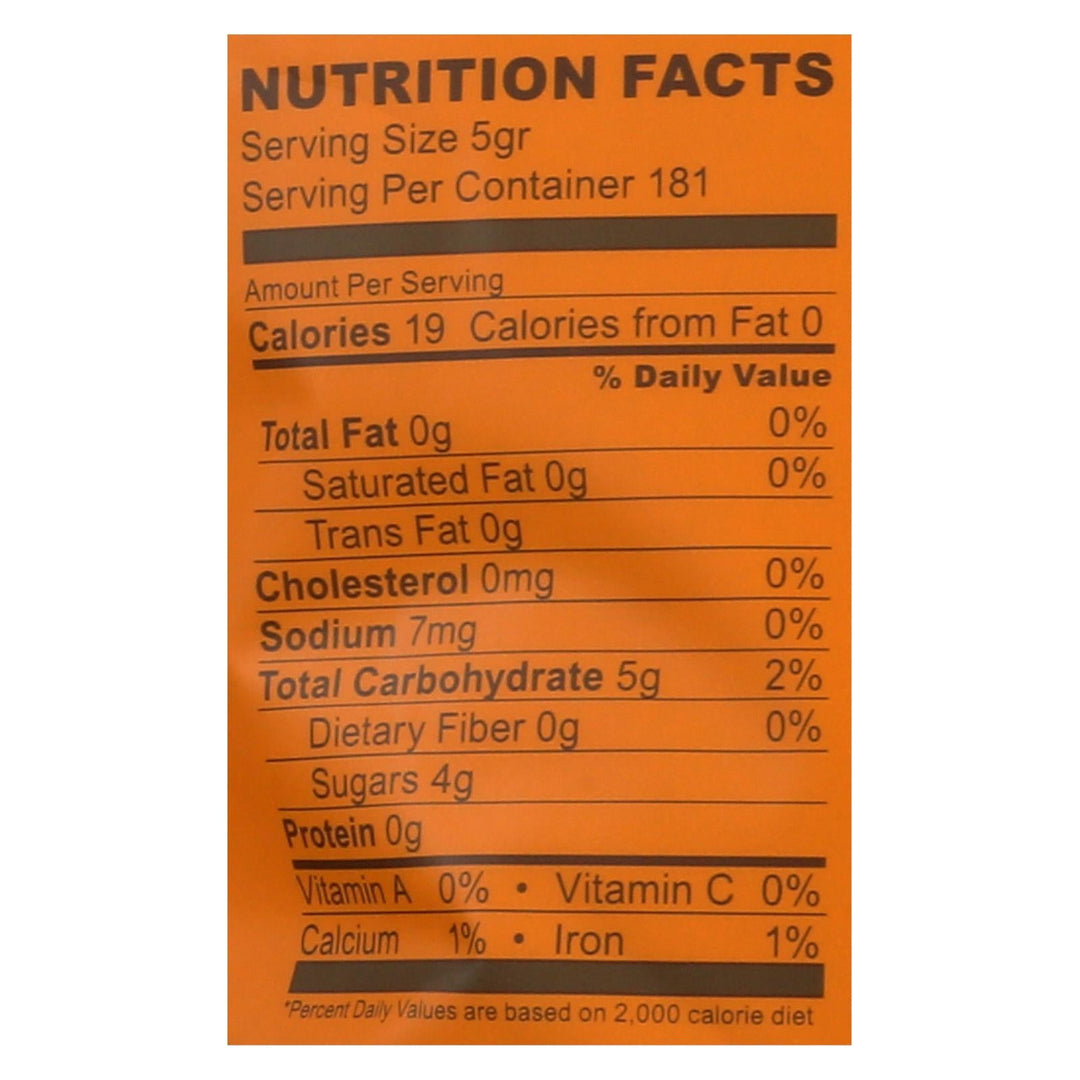 NUTRITION FACTS
Serving Size 5gr
Serving Per Container 181
Amount Per Serving
Calories 19 Calories from Fat 0
% Daily Value
Total Fat 0g 0%
Saturated Fat 0g 0%
Trans Fat 0g
Cholesterol 0mg 0%
Sodium 7mg 0%
Total Carbohydrate 5g 2%
Dietary Fiber 0g 0%
Sugars 4g
Protein 0g
Vitamin A 0% • Vitamin C 0%
Calcium 1% • Iron 1%
*Percent Daily Values are based on 2,000 calorie diet